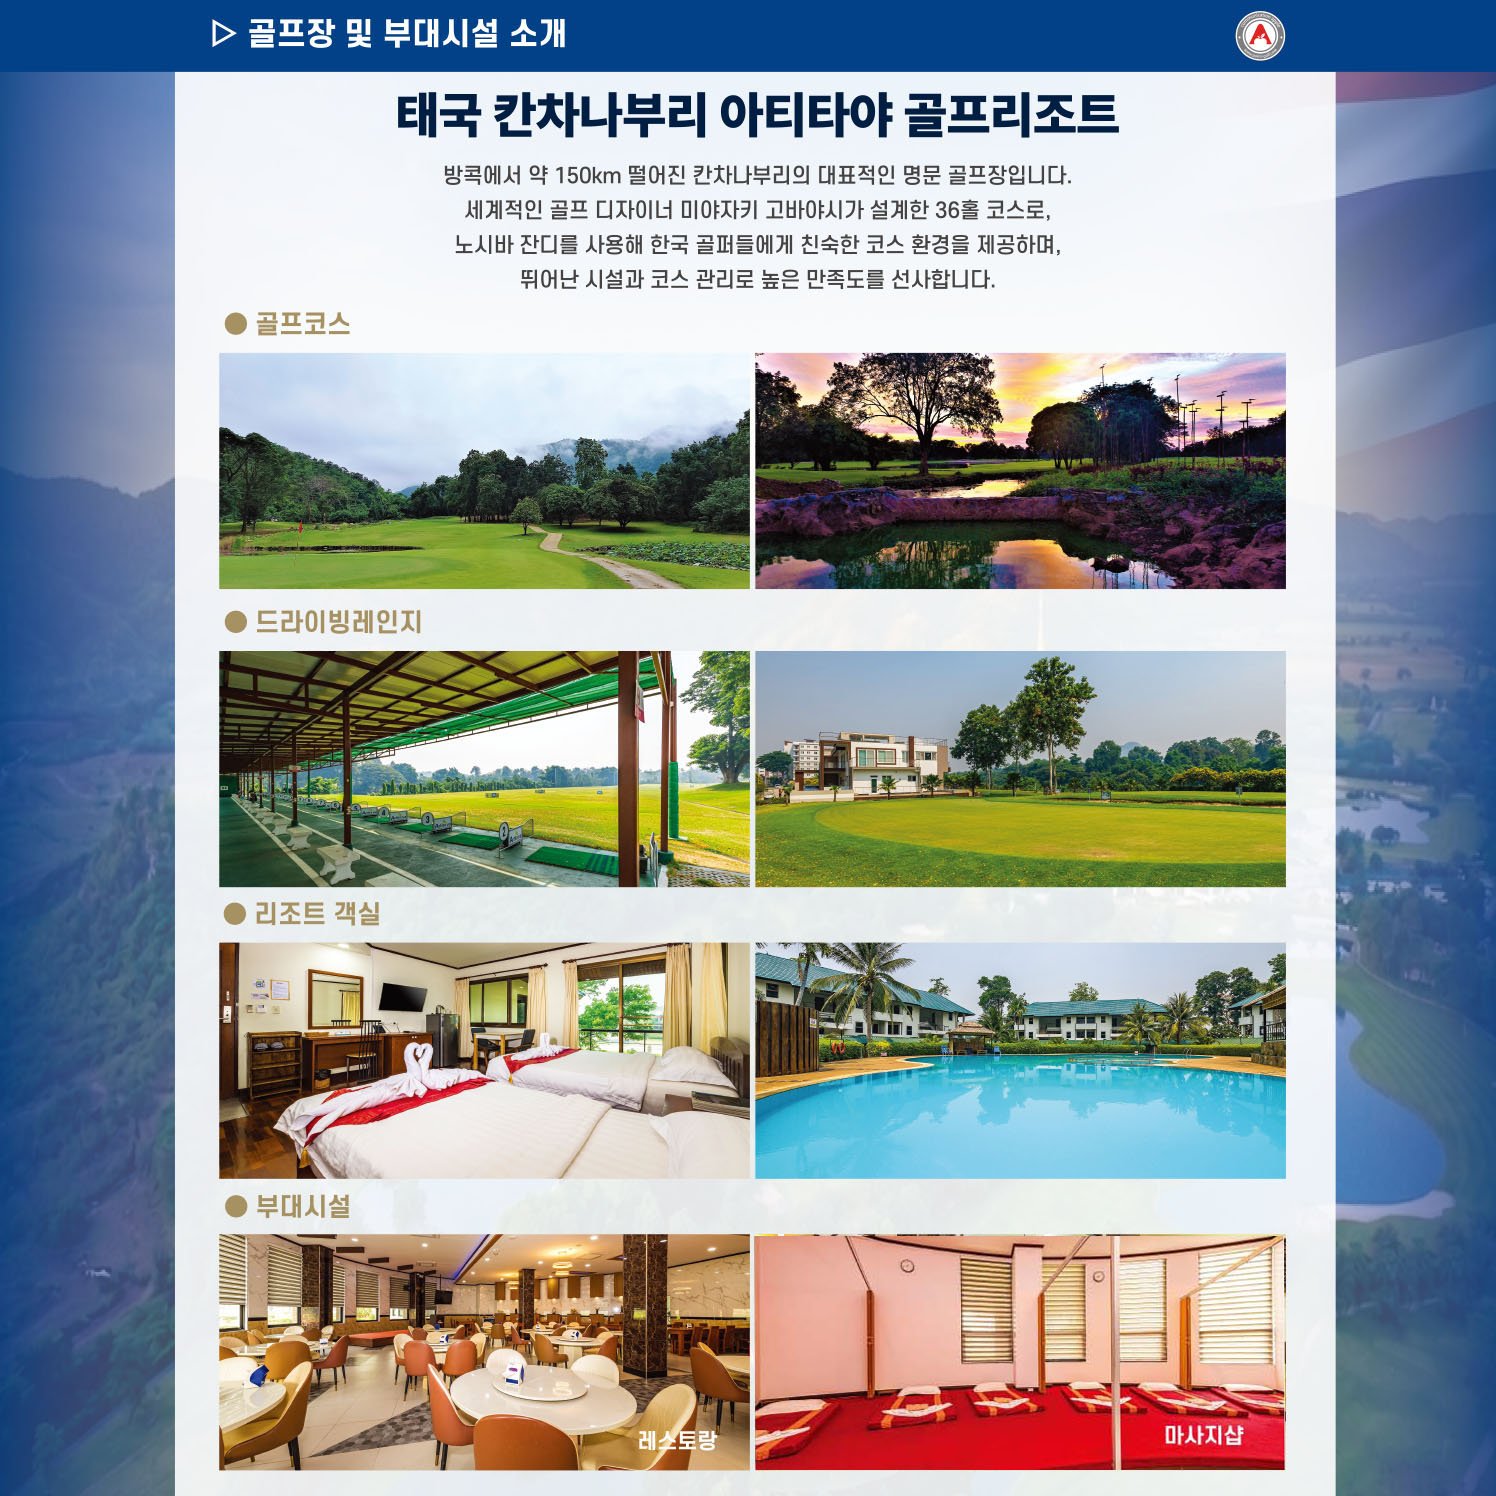 ▷ 골프장 및 부대시설 소개
태국 칸차나부리 아티타야 골프리조트
방콕에서 약 150km 떨어진 칸차나부리의 대표적인 명문 골프장입니다.
세계적인 골프 디자이너 미야자키 고바야시가 설계한 36홀 코스로,
노시바 잔디를 사용해 한국 골퍼들에게 친숙한 코스 환경을 제공하며,
뛰어난 시설과 코스 관리로 높은 만족도를 선사합니다.
● 골프코스
● 드라이빙레인지
4
3
2
● 리조트 객실
● 부대시설
레스토랑
마사지샵